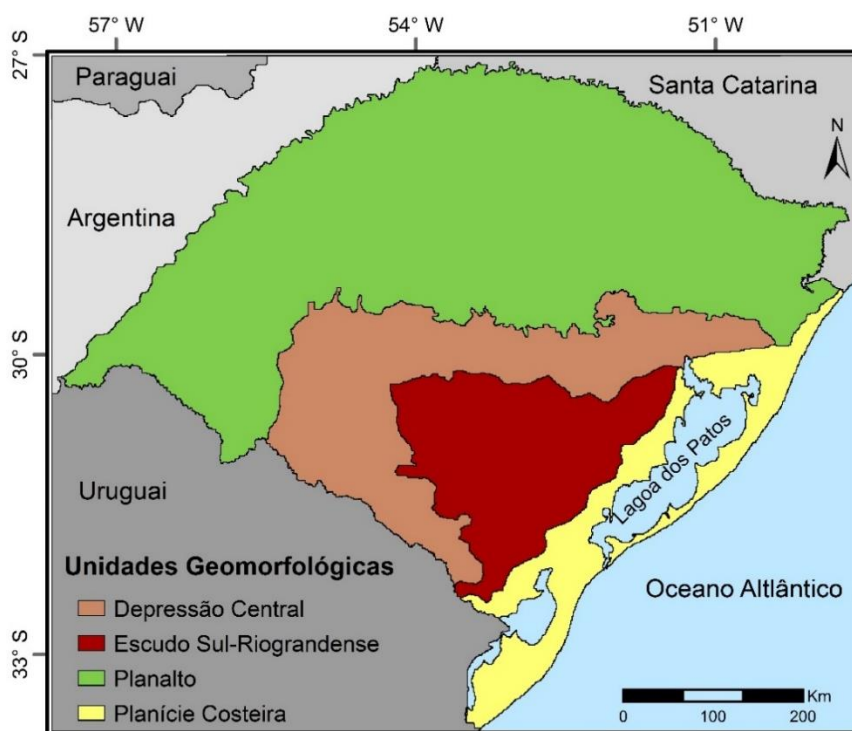 57° W
54° W
51° W
27° S
Paraguai
Santa Catarina
N
Argentina
30° S
Lagoa dos Patos
Uruguai
Unidades Geomorfológicas
Depressão Central
Oceano Altlântico
Escudo Sul-Riograndense
33° S
Planalto
Km
Planície Costeira
0 100 200